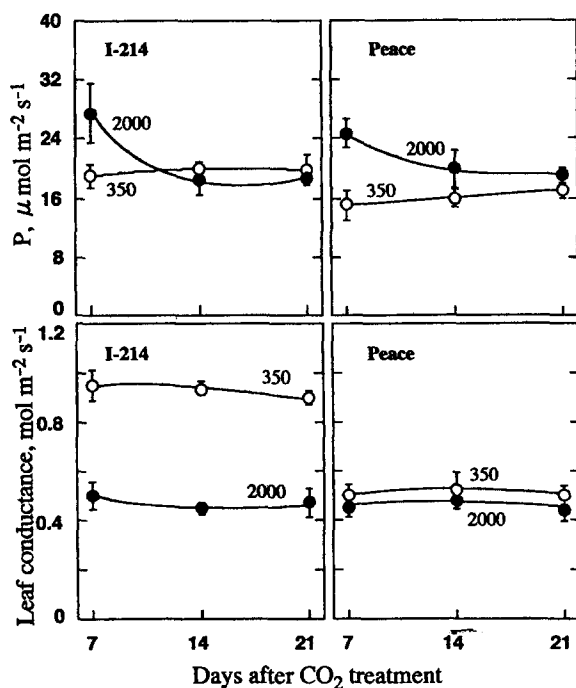 40
32
24
16
8
0
P, μ mol m⁻² s⁻¹
I-214
2000
350
Peace
2000
350
1.2
0.8
0.4
0
Leaf conductance, mol m⁻² s⁻¹
I-214
350
2000
Peace
350
2000
7 14 21 7 14 21
Days after CO₂ treatment